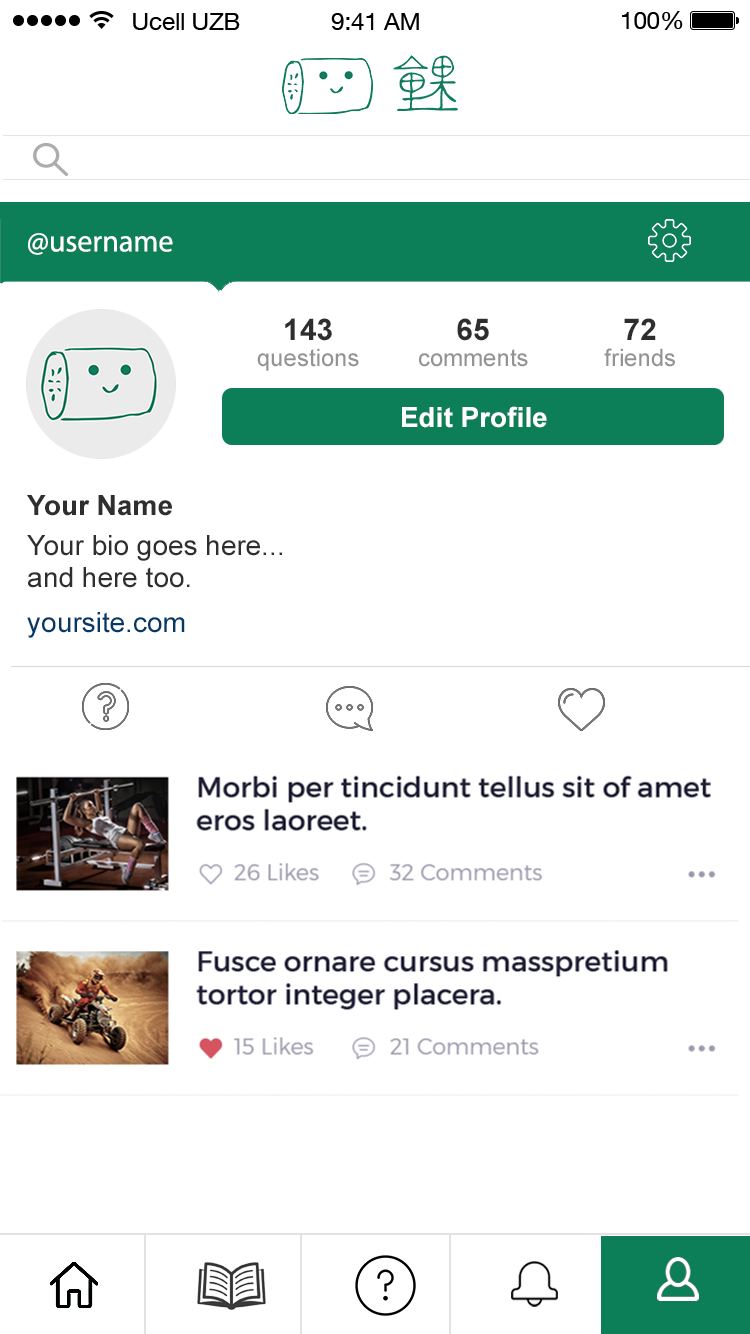 Ucell UZB 9:41 AM 100%
@username
143 65 72
questions comments friends
Edit Profile
Your Name
Your bio goes here...
and here too.
yoursite.com
Morbi per tincidunt tellus sit of amet
eros laoreet.
26 Likes 32 Comments
Fusce ornare cursus masspretium
tortor integer placera.
15 Likes 21 Comments